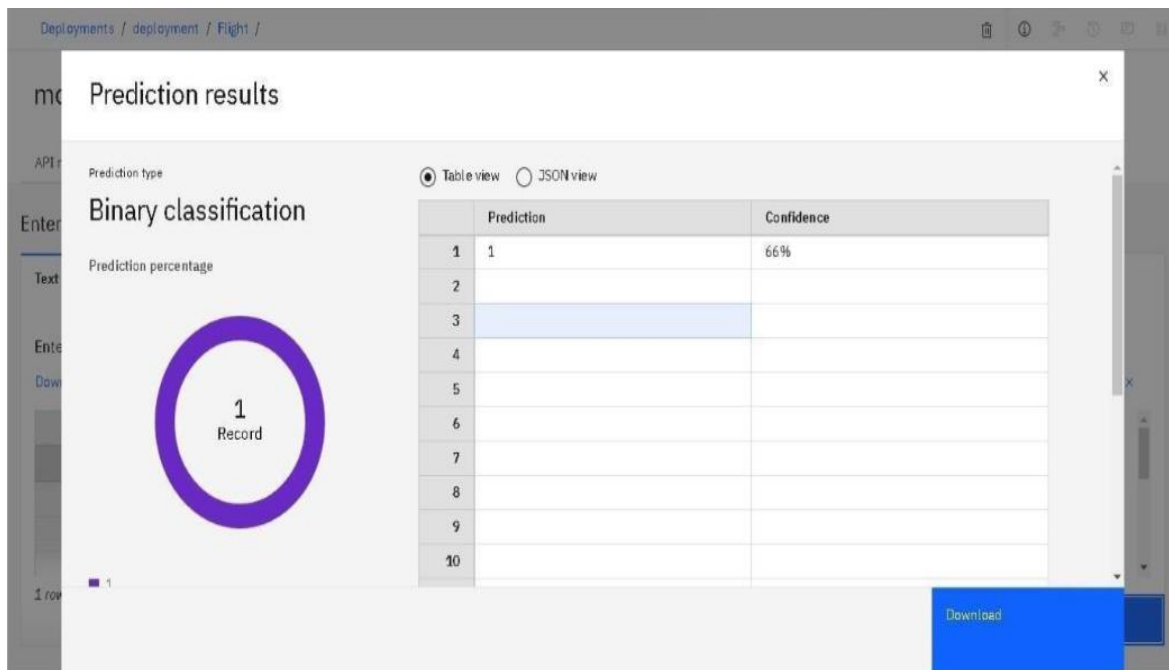 Deployments / deployment / Flight /
mo
Prediction results
×
API r
Prediction type
Table view JSON view
Binary classification
Enter
Prediction Confidence
1 1 66%
Prediction percentage
Text
2
3
Ente
4
Down
5
1
6
Record
7
8
9
10
1
1 row
Download